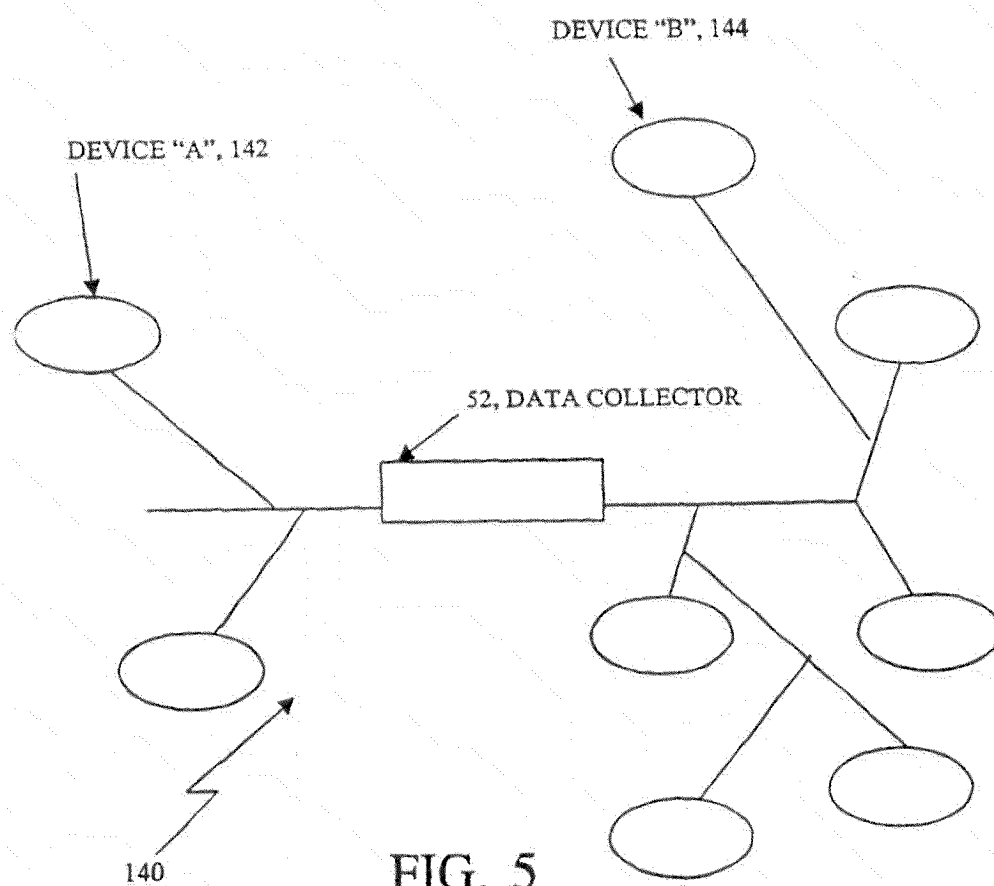 DEVICE “B”, 144
DEVICE “A”, 142
52, DATA COLLECTOR
140
FIG. 5